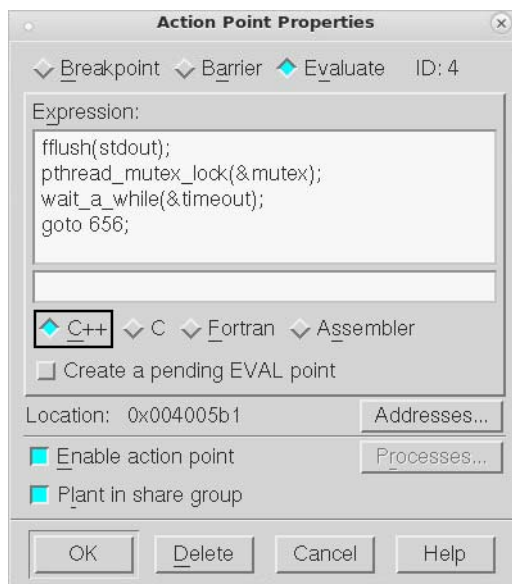 Action Point Properties
Breakpoint Barrier Evaluate ID: 4
Expression:
fflush(stdout);
pthread_mutex_lock(&mutex);
wait_a_while(&timeout);
goto 656;
C++ C Fortran Assembler
Create a pending EVAL point
Location: 0x004005b1 Addresses...
Enable action point Processes...
Plant in share group
OK Delete Cancel Help